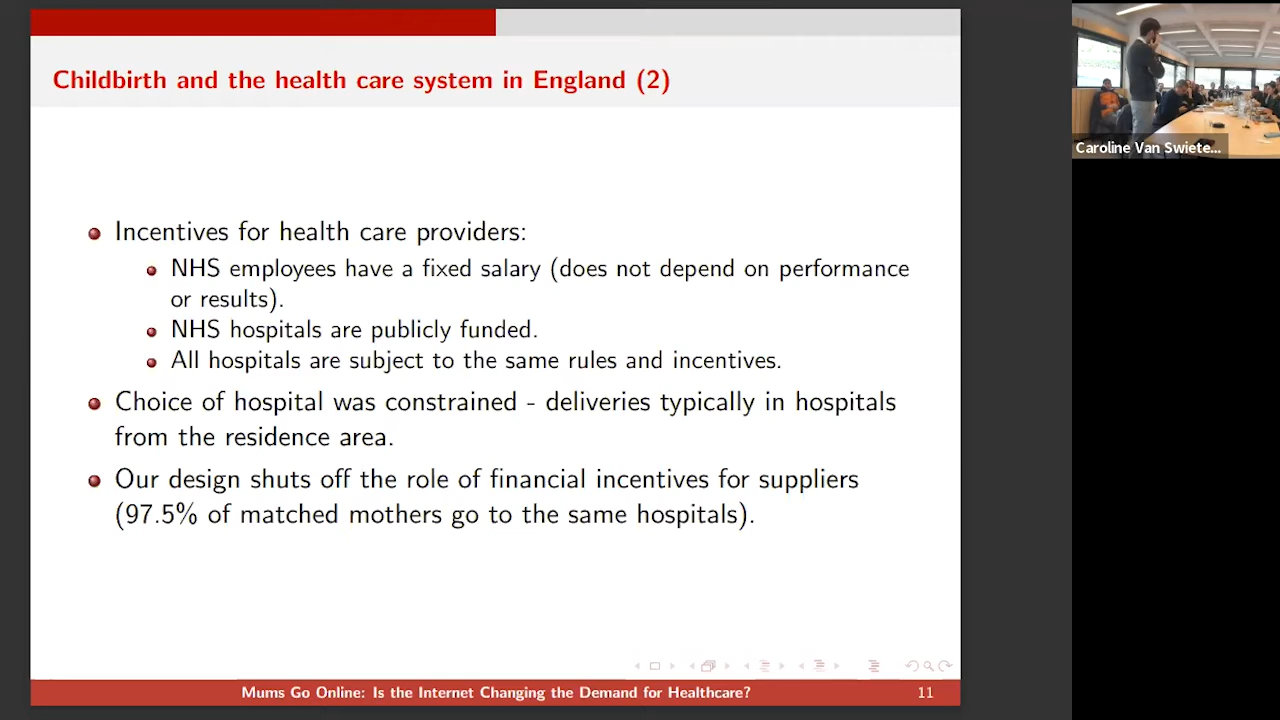 Childbirth and the health care system in England (2)
Incentives for health care providers:
NHS employees have a fixed salary (does not depend on performance
or results).
NHS hospitals are publicly funded.
All hospitals are subject to the same rules and incentives.
Choice of hospital was constrained - deliveries typically in hospitals
from the residence area.
Our design shuts off the role of financial incentives for suppliers
(97.5% of matched mothers go to the same hospitals).
Mums Go Online: Is the Internet Changing the Demand for Healthcare?
11
Caroline Van Swiete...